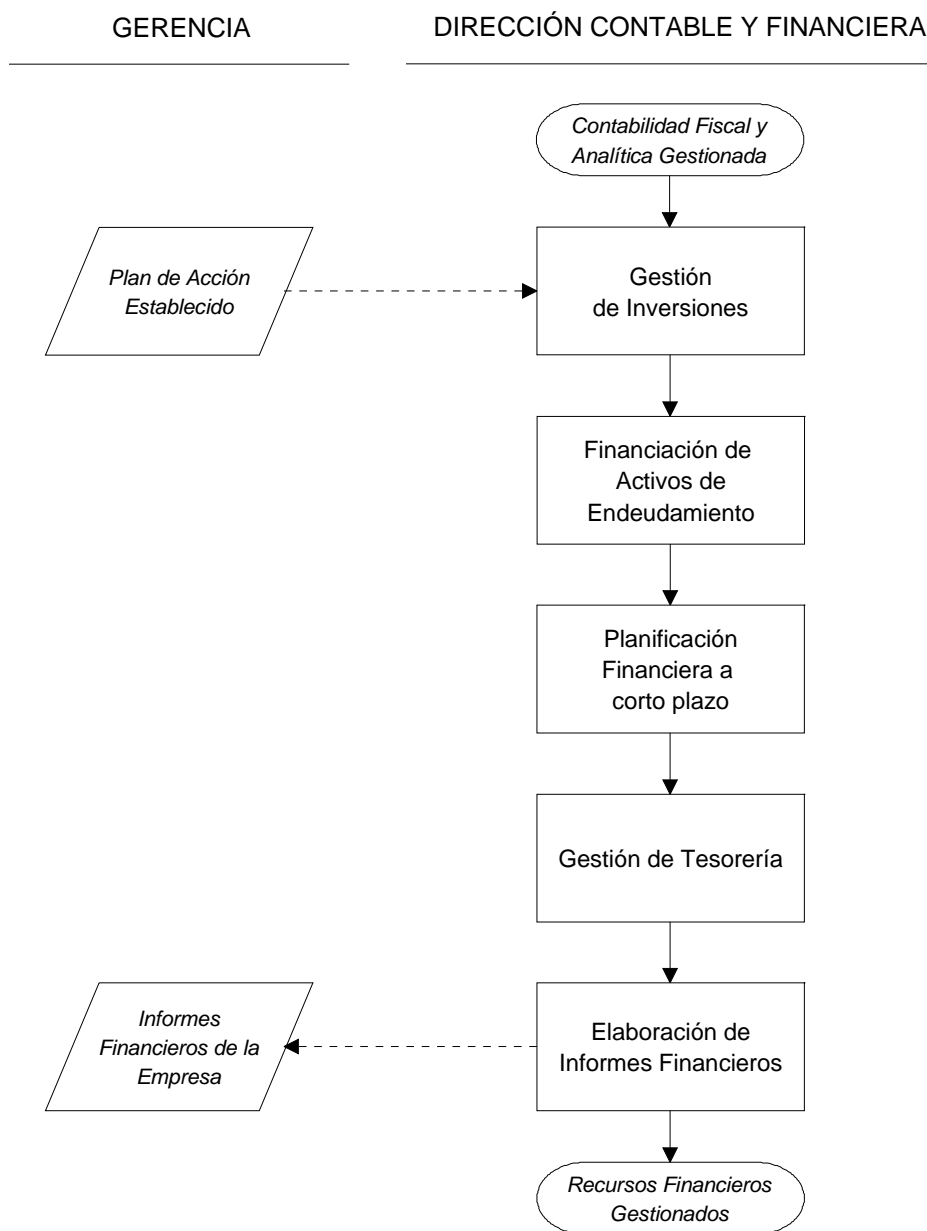 GERENCIA
DIRECCIÓN CONTABLE Y FINANCIERA
Contabilidad Fiscal y
Analítica Gestionada
Plan de Acción
Establecido
Gestión
de Inversiones
Financiación de
Activos de
Endeudamiento
Planificación
Financiera a
corto plazo
Gestión de Tesorería
Informes
Financieros de la
Empresa
Elaboración de
Informes Financieros
Recursos Financieros
Gestionados